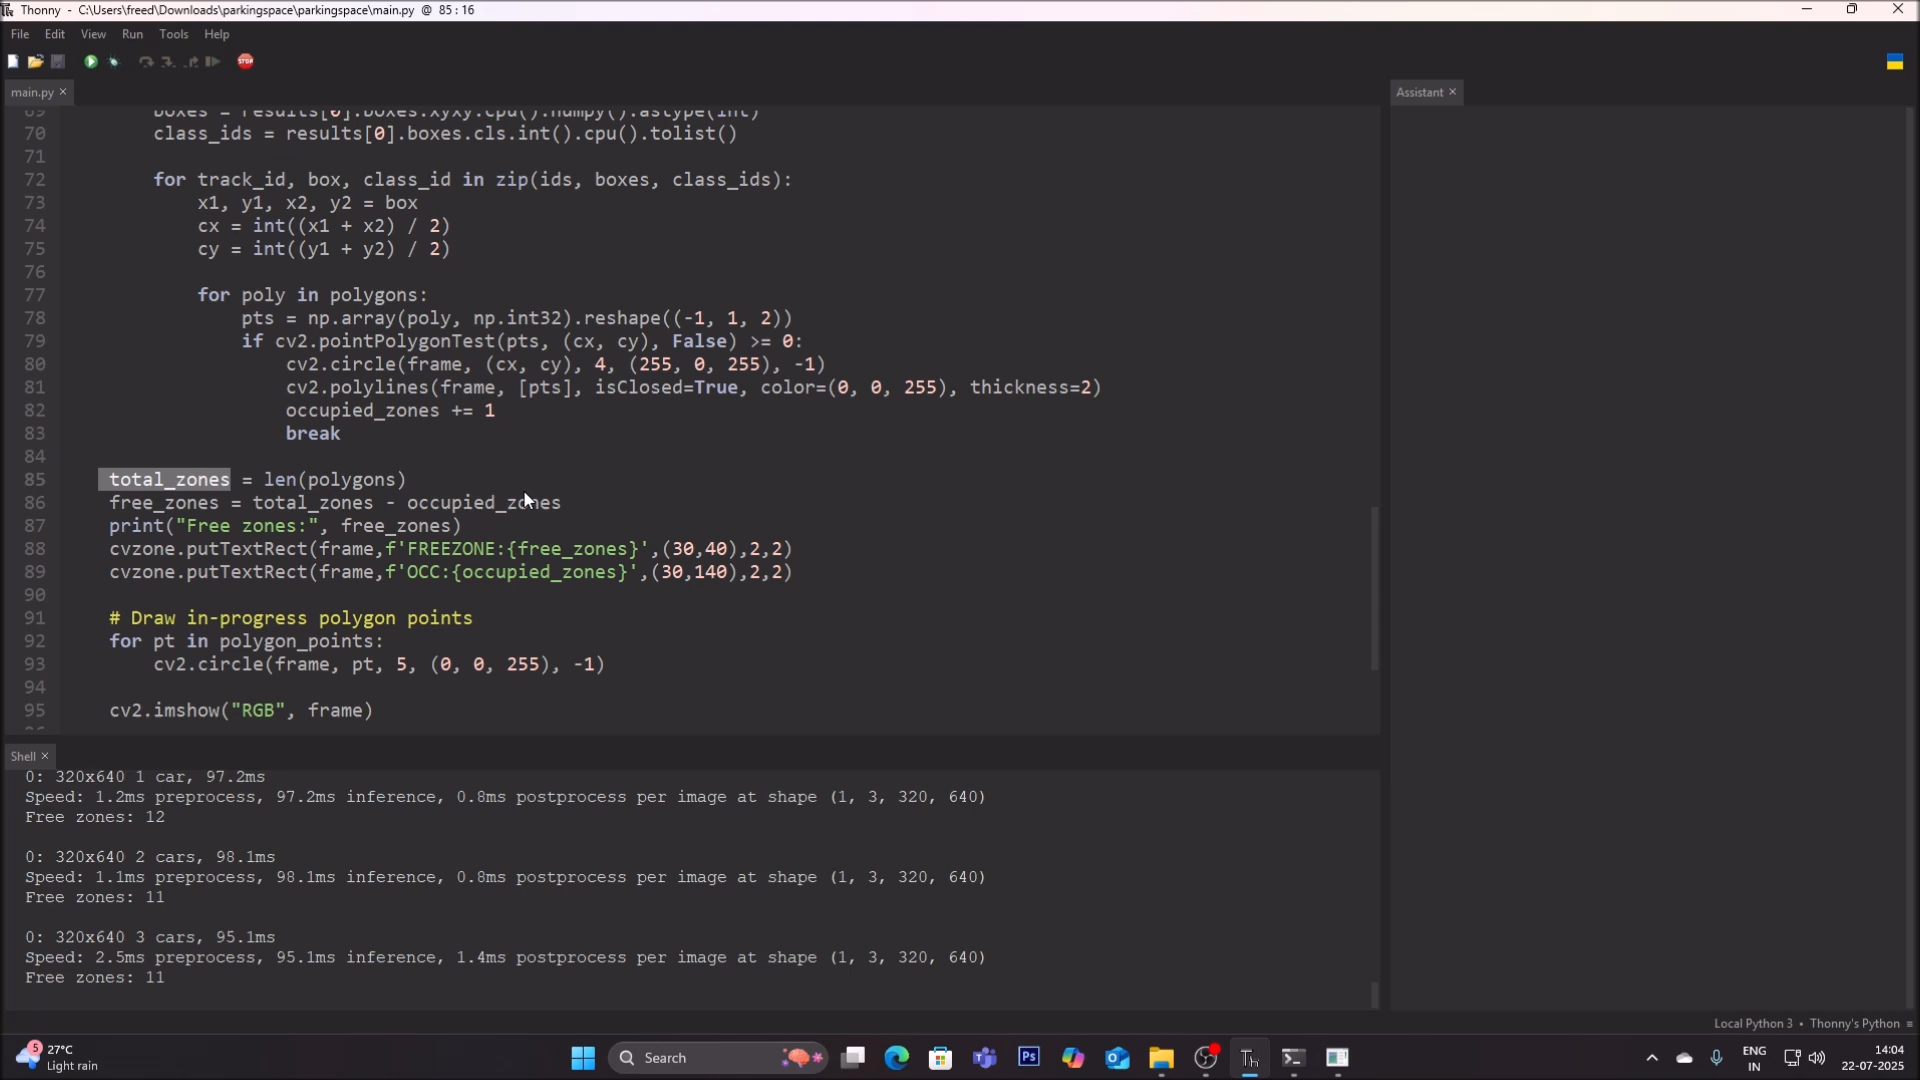 Thonny - C:\Users\freed\Downloads\parkingspace\parkingspace\main.py @ 85:16
File Edit View Run Tools Help
main.py
Assistant
69 boxes = results[0].boxes.xyxy.cpu().numpy().astype(int)
70 class_ids = results[0].boxes.cls.int().cpu().tolist()
71
72 for track_id, box, class_id in zip(ids, boxes, class_ids):
73 x1, y1, x2, y2 = box
74 cx = int((x1 + x2) / 2)
75 cy = int((y1 + y2) / 2)
76
77 for poly in polygons:
78 pts = np.array(poly, np.int32).reshape((-1, 1, 2))
79 if cv2.pointPolygonTest(pts, (cx, cy), False) >= 0:
80 cv2.circle(frame, (cx, cy), 4, (255, 0, 255), -1)
81 cv2.polylines(frame, [pts], isClosed=True, color=(0, 0, 255), thickness=2)
82 occupied_zones += 1
83 break
84
85 total_zones = len(polygons)
86 free_zones = total_zones - occupied_zones
87 print("Free zones:", free_zones)
88 cvzone.putTextRect(frame,f'FREEZONE:{free_zones}',(30,40),2,2)
89 cvzone.putTextRect(frame,f'OCC:{occupied_zones}',(30,140),2,2)
90
91 # Draw in-progress polygon points
92 for pt in polygon_points:
93 cv2.circle(frame, pt, 5, (0, 0, 255), -1)
94
95 cv2.imshow("RGB", frame)
Shell
0: 320x640 1 car, 97.2ms
Speed: 1.2ms preprocess, 97.2ms inference, 0.8ms postprocess per image at shape (1, 3, 320, 640)
Free zones: 12
0: 320x640 2 cars, 98.1ms
Speed: 1.1ms preprocess, 98.1ms inference, 0.8ms postprocess per image at shape (1, 3, 320, 640)
Free zones: 11
0: 320x640 3 cars, 95.1ms
Speed: 2.5ms preprocess, 95.1ms inference, 1.4ms postprocess per image at shape (1, 3, 320, 640)
Free zones: 11
Local Python 3 • Thonny's Python
5
27°C
Light rain
Search
Ps
Th
ENG
IN
14:04
22-07-2025